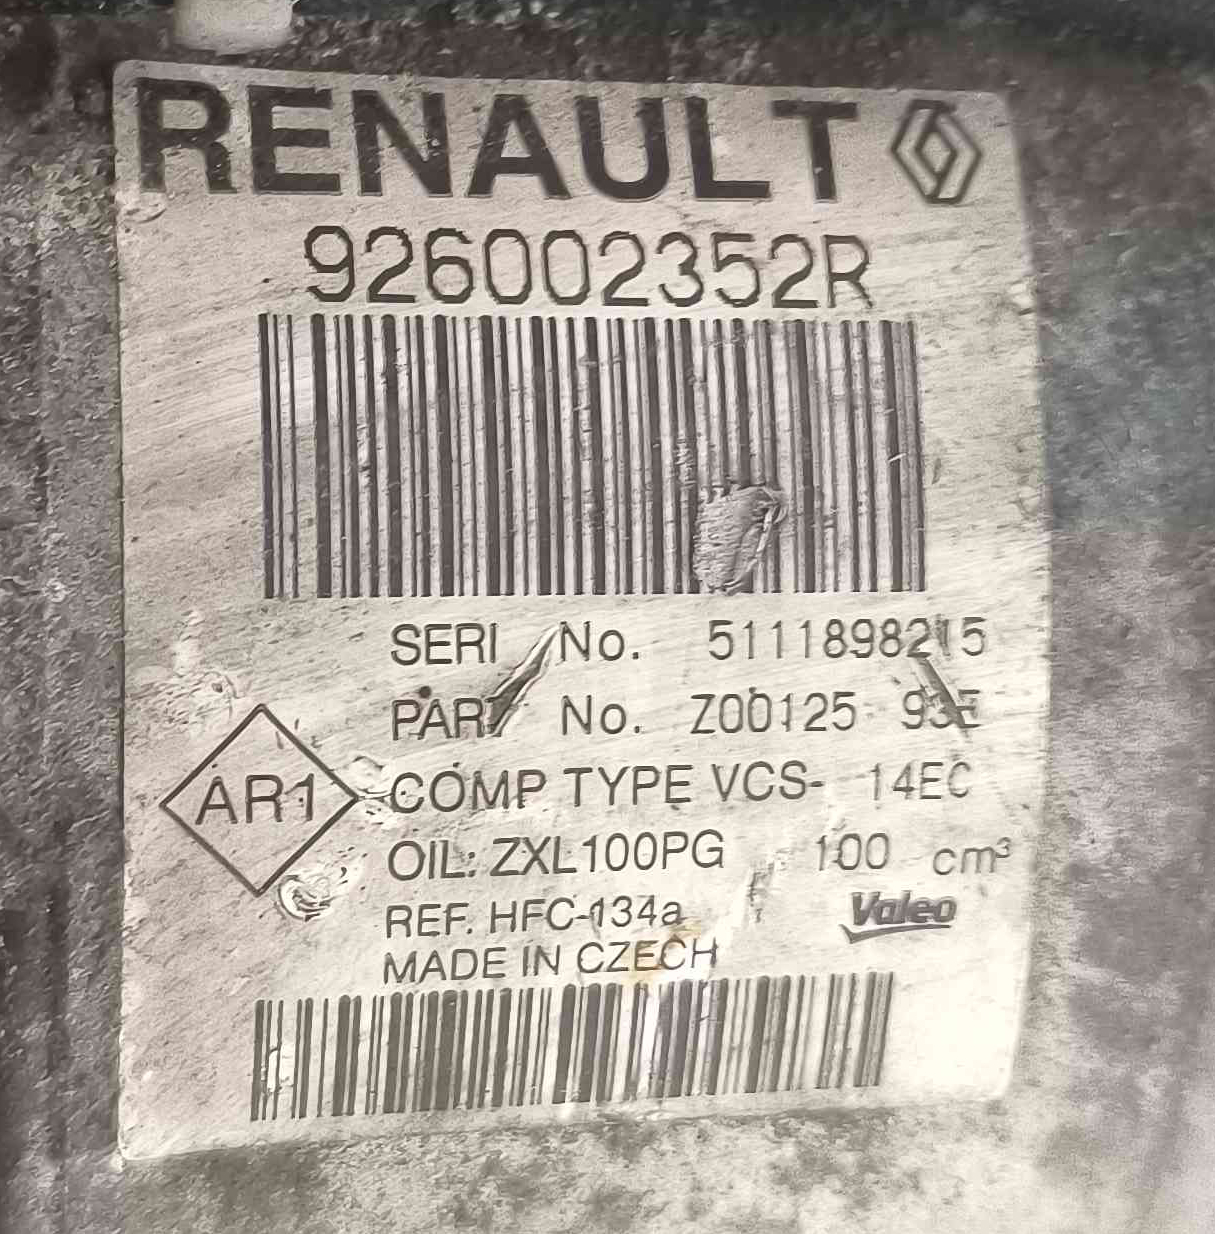 RENAULT
926002352R
SERI No. 5111898215
PART No. Z00125
COMP TYPE VCS- 14EC
AR1
OIL: ZXL100PG 100 cm³
REF. HFC-134a
Valeo
MADE IN CZECH